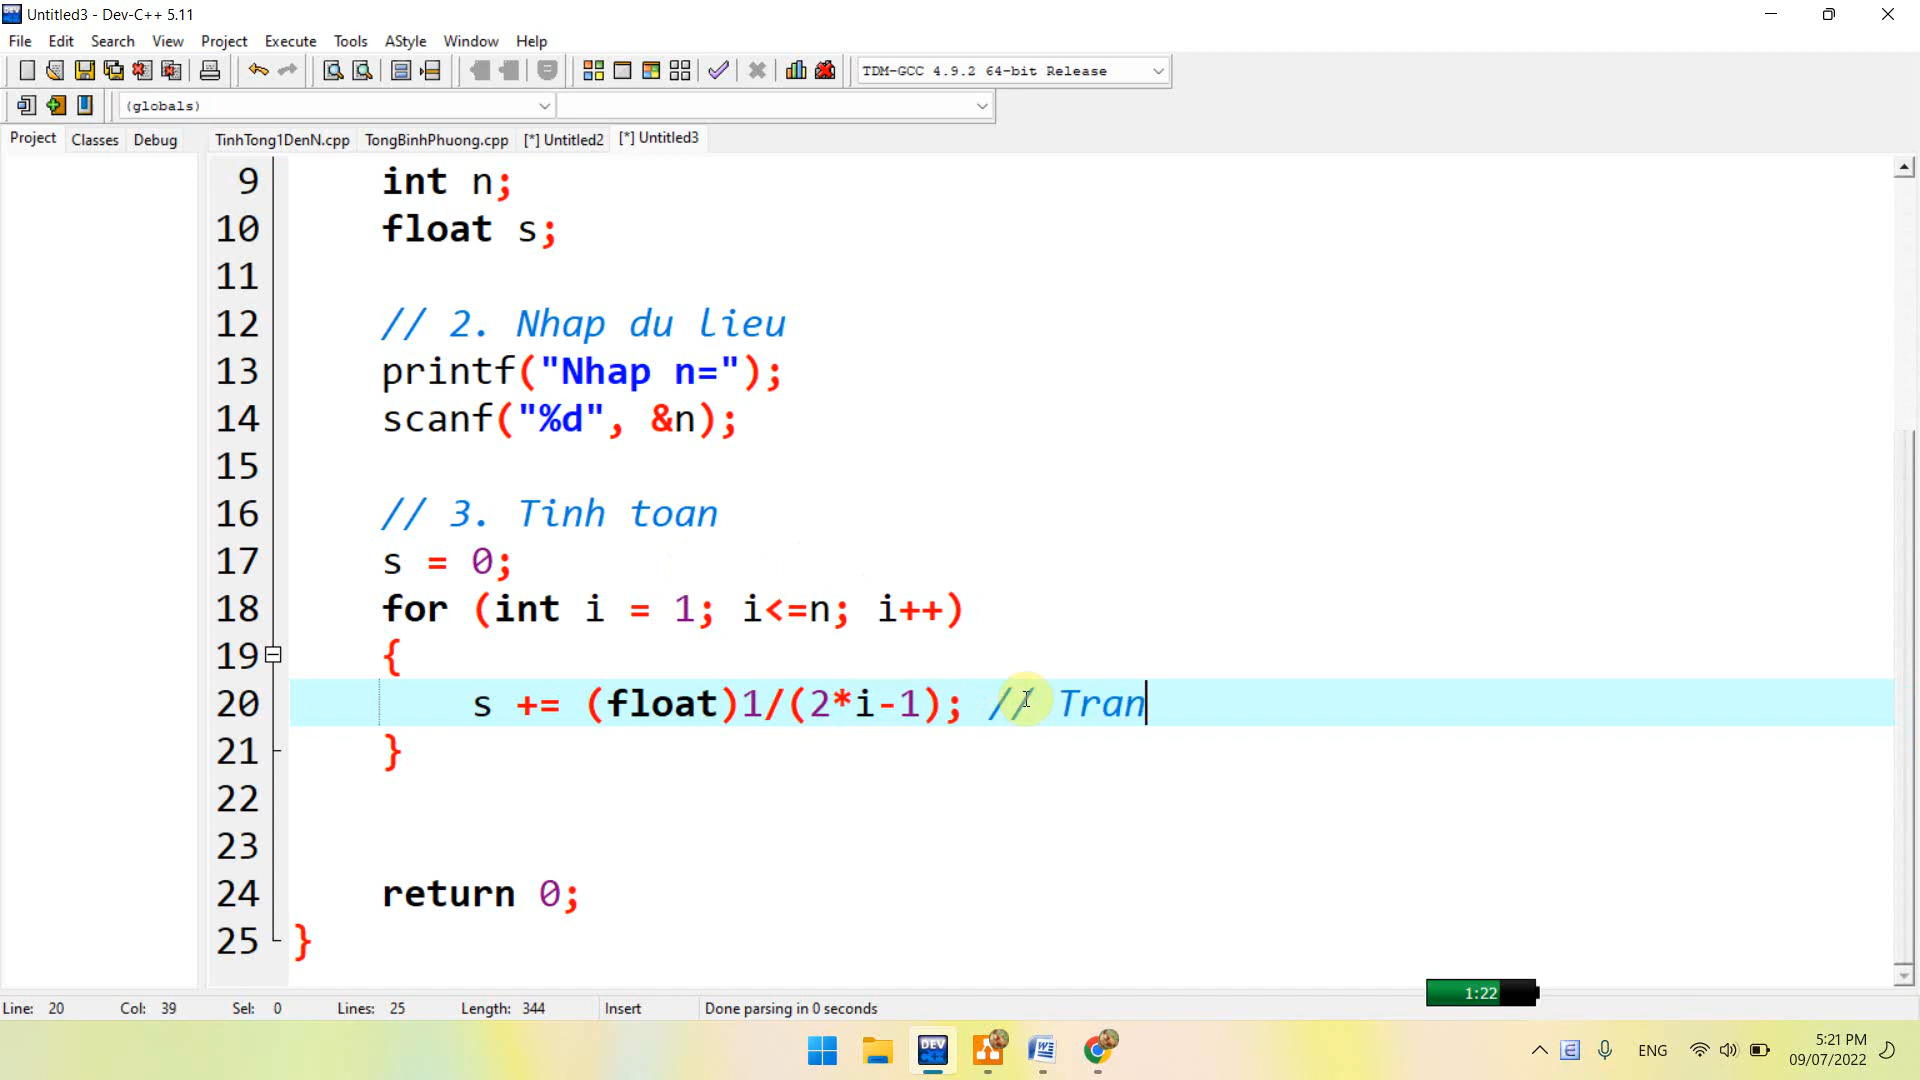 Untitled3 - Dev-C++ 5.11
File Edit Search View Project Execute Tools AStyle Window Help
TDM-GCC 4.9.2 64-bit Release
(globals)
Project Classes Debug TinhTong1DenN.cpp TongBinhPhuong.cpp [*] Untitled2 [*] Untitled3
9 int n;
10 float s;
11
12 // 2. Nhap du lieu
13 printf("Nhap n=");
14 scanf("%d", &n);
15
16 // 3. Tinh toan
17 s = 0;
18 for (int i = 1; i<=n; i++)
19 {
20 s += (float)1/(2*i-1); // Tran
21 }
22
23
24 return 0;
25 }
1:22
Line: 20 Col: 39 Sel: 0 Lines: 25 Length: 344 Insert Done parsing in 0 seconds
DEV
ENG
5:21 PM
09/07/2022